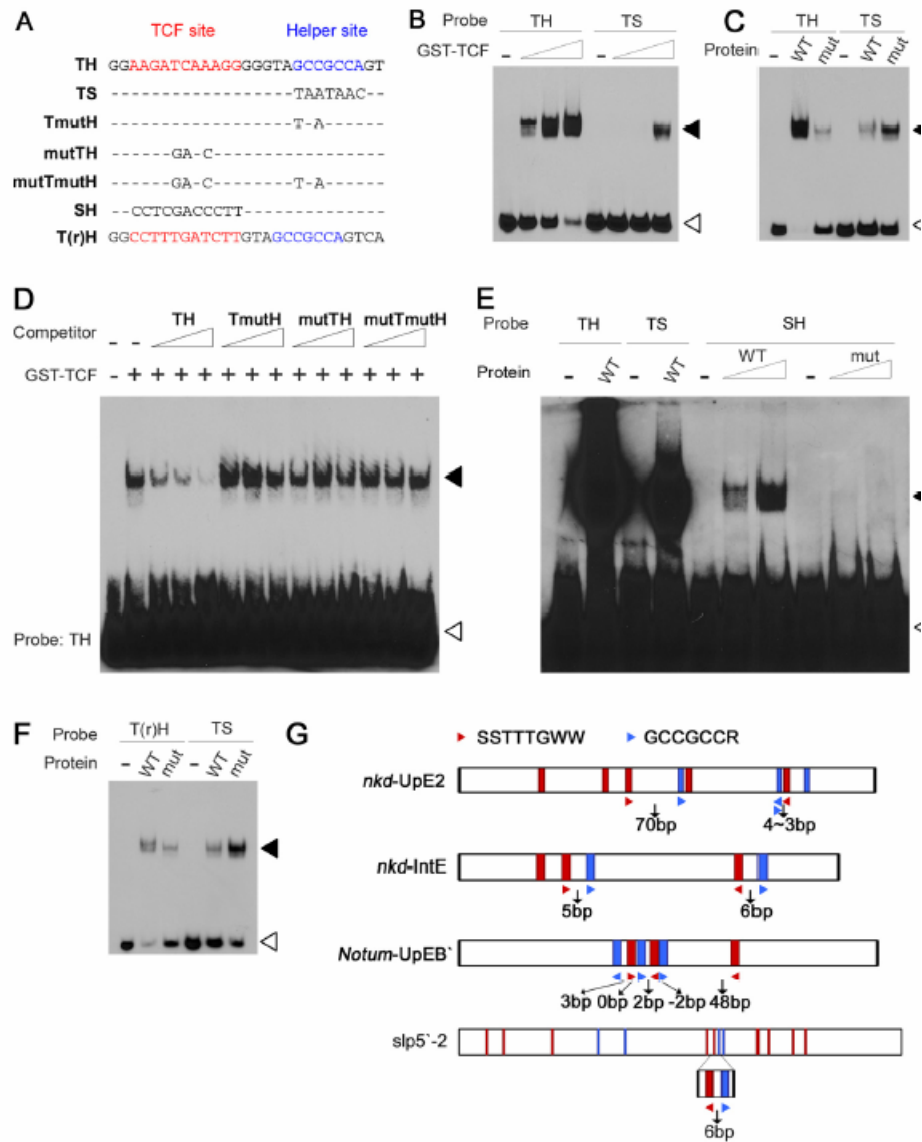 A
TCF site Helper site
TH GGAAGATCAAAGGGGGTAGCCGCCAGT
TS ------------------TAATAAC--
TmutH ------------------T-A------
mutTH -------GA-C----------------
mutTmutH -------GA-C-------T-A------
SH --CCTCGACCCTT--------------
T(r)H GGCCTTTGATCTTGTAGCCGCCAGTCA
B
Probe TH TS
GST-TCF – –
C
Probe TH TS
Protein – WT mut – WT mut
D
Competitor – – TH TmutH mutTH mutTmutH
GST-TCF – + + + + + + + + + + + + +
Probe: TH
E
Probe TH TS SH
Protein – WT – WT – WT – mut
F
Probe T(r)H TS
Protein – WT mut – WT mut
G
SSTTTGWW GCCGCCR
nkd-UpE2
70bp 4~3bp
nkd-IntE
5bp 6bp
Notum-UpEB`
3bp 0bp 2bp -2bp 48bp
slp5`-2
6bp